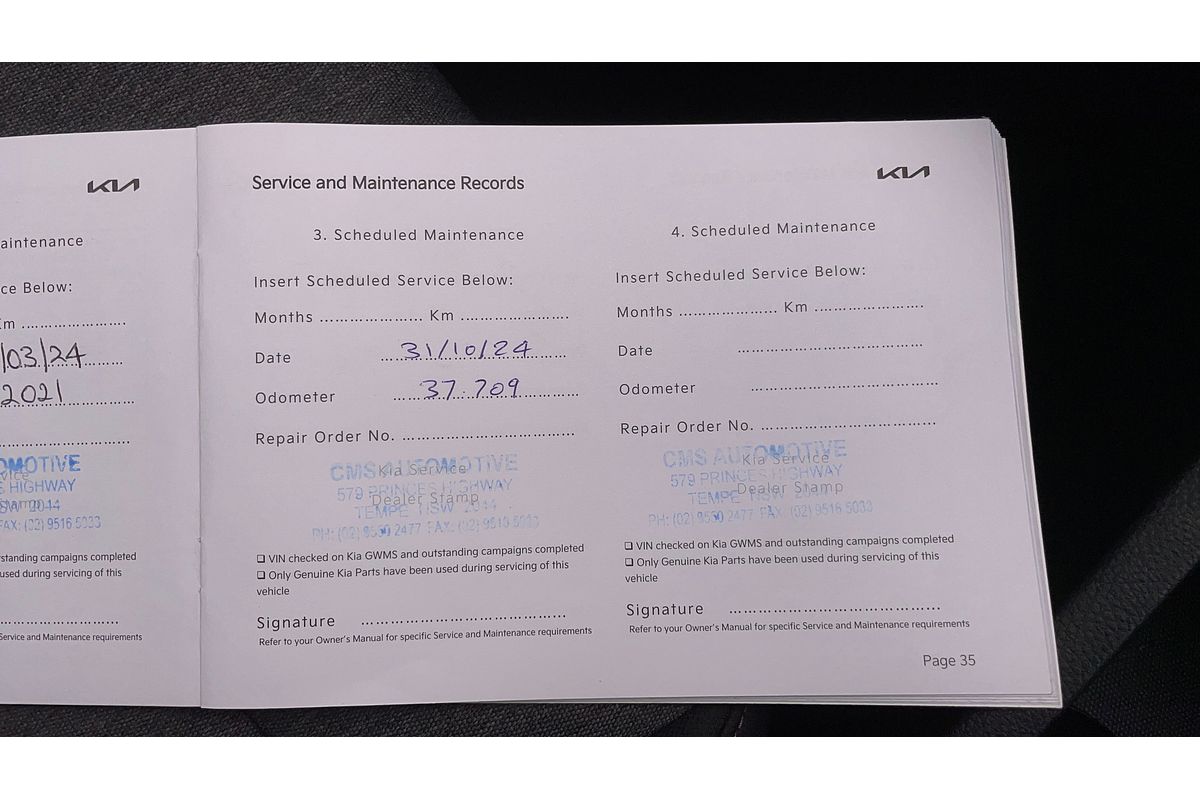 KIA
aintenance
ce Below:
Km ........................
/03/24
2021
OMOTIVE
S HIGHWAY
SW 2044
FAX: (02) 9516 5033
tstanding campaigns completed
used during servicing of this
Service and Maintenance requirements
Service and Maintenance Records
KIA
3. Scheduled Maintenance
Insert Scheduled Service Below:
Months ..................... Km ........................
Date 31/10/24
Odometer 37.709
Repair Order No. ....................................
Kia Service
Dealer Stamp
CMS AUTOMOTIVE
579 PRINCES HIGHWAY
TEMPE NSW 2044
PH: (02) 9550 2477 FAX: (02) 9516 5033
❏ VIN checked on Kia GWMS and outstanding campaigns completed
❏ Only Genuine Kia Parts have been used during servicing of this
vehicle
Signature ..........................................
Refer to your Owner's Manual for specific Service and Maintenance requirements
4. Scheduled Maintenance
Insert Scheduled Service Below:
Months ..................... Km ........................
Date ......................................
Odometer ......................................
Repair Order No. ....................................
Kia Service
Dealer Stamp
CMS AUTOMOTIVE
579 PRINCES HIGHWAY
TEMPE NSW 2044
PH: (02) 9550 2477 FAX: (02) 9516 5033
❏ VIN checked on Kia GWMS and outstanding campaigns completed
❏ Only Genuine Kia Parts have been used during servicing of this
vehicle
Signature ..........................................
Refer to your Owner's Manual for specific Service and Maintenance requirements
Page 35